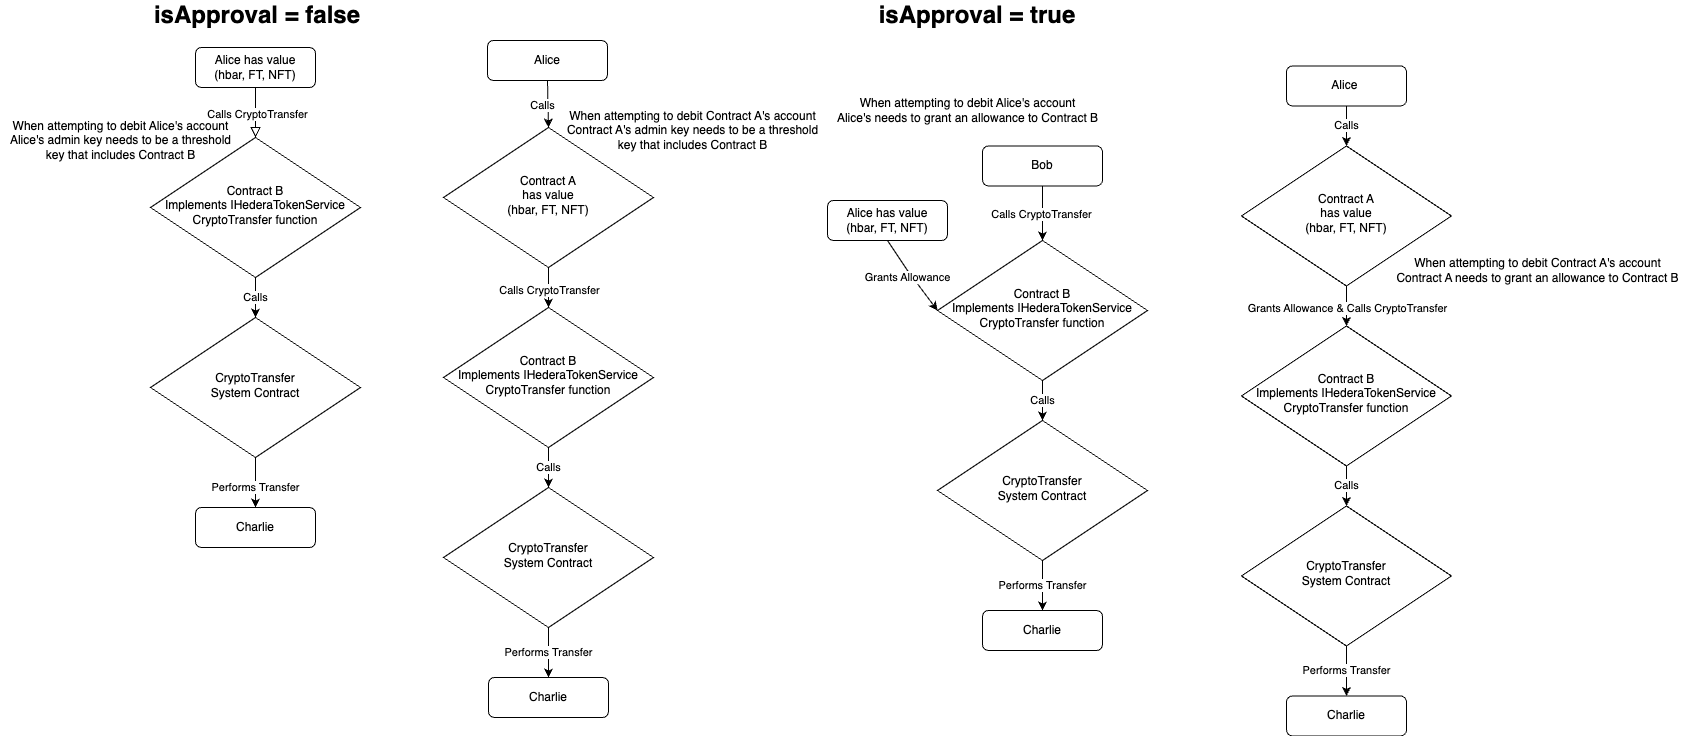 isApproval = false
Alice has value
(hbar, FT, NFT)
Calls CryptoTransfer
When attempting to debit Alice's account
Alice's admin key needs to be a threshold
key that includes Contract B
Contract B
Implements IHederaTokenService
CryptoTransfer function
Calls
CryptoTransfer
System Contract
Performs Transfer
Charlie
Alice
Calls
When attempting to debit Contract A's account
Contract A's admin key needs to be a threshold
key that includes Contract B
Contract A
has value
(hbar, FT, NFT)
Calls CryptoTransfer
Contract B
Implements IHederaTokenService
CryptoTransfer function
Calls
CryptoTransfer
System Contract
Performs Transfer
Charlie
isApproval = true
When attempting to debit Alice's account
Alice's needs to grant an allowance to Contract B
Bob
Calls CryptoTransfer
Alice has value
(hbar, FT, NFT)
Grants Allowance
Contract B
Implements IHederaTokenService
CryptoTransfer function
Calls
CryptoTransfer
System Contract
Performs Transfer
Charlie
Alice
Calls
Contract A
has value
(hbar, FT, NFT)
When attempting to debit Contract A's account
Contract A needs to grant an allowance to Contract B
Grants Allowance & Calls CryptoTransfer
Contract B
Implements IHederaTokenService
CryptoTransfer function
Calls
CryptoTransfer
System Contract
Performs Transfer
Charlie